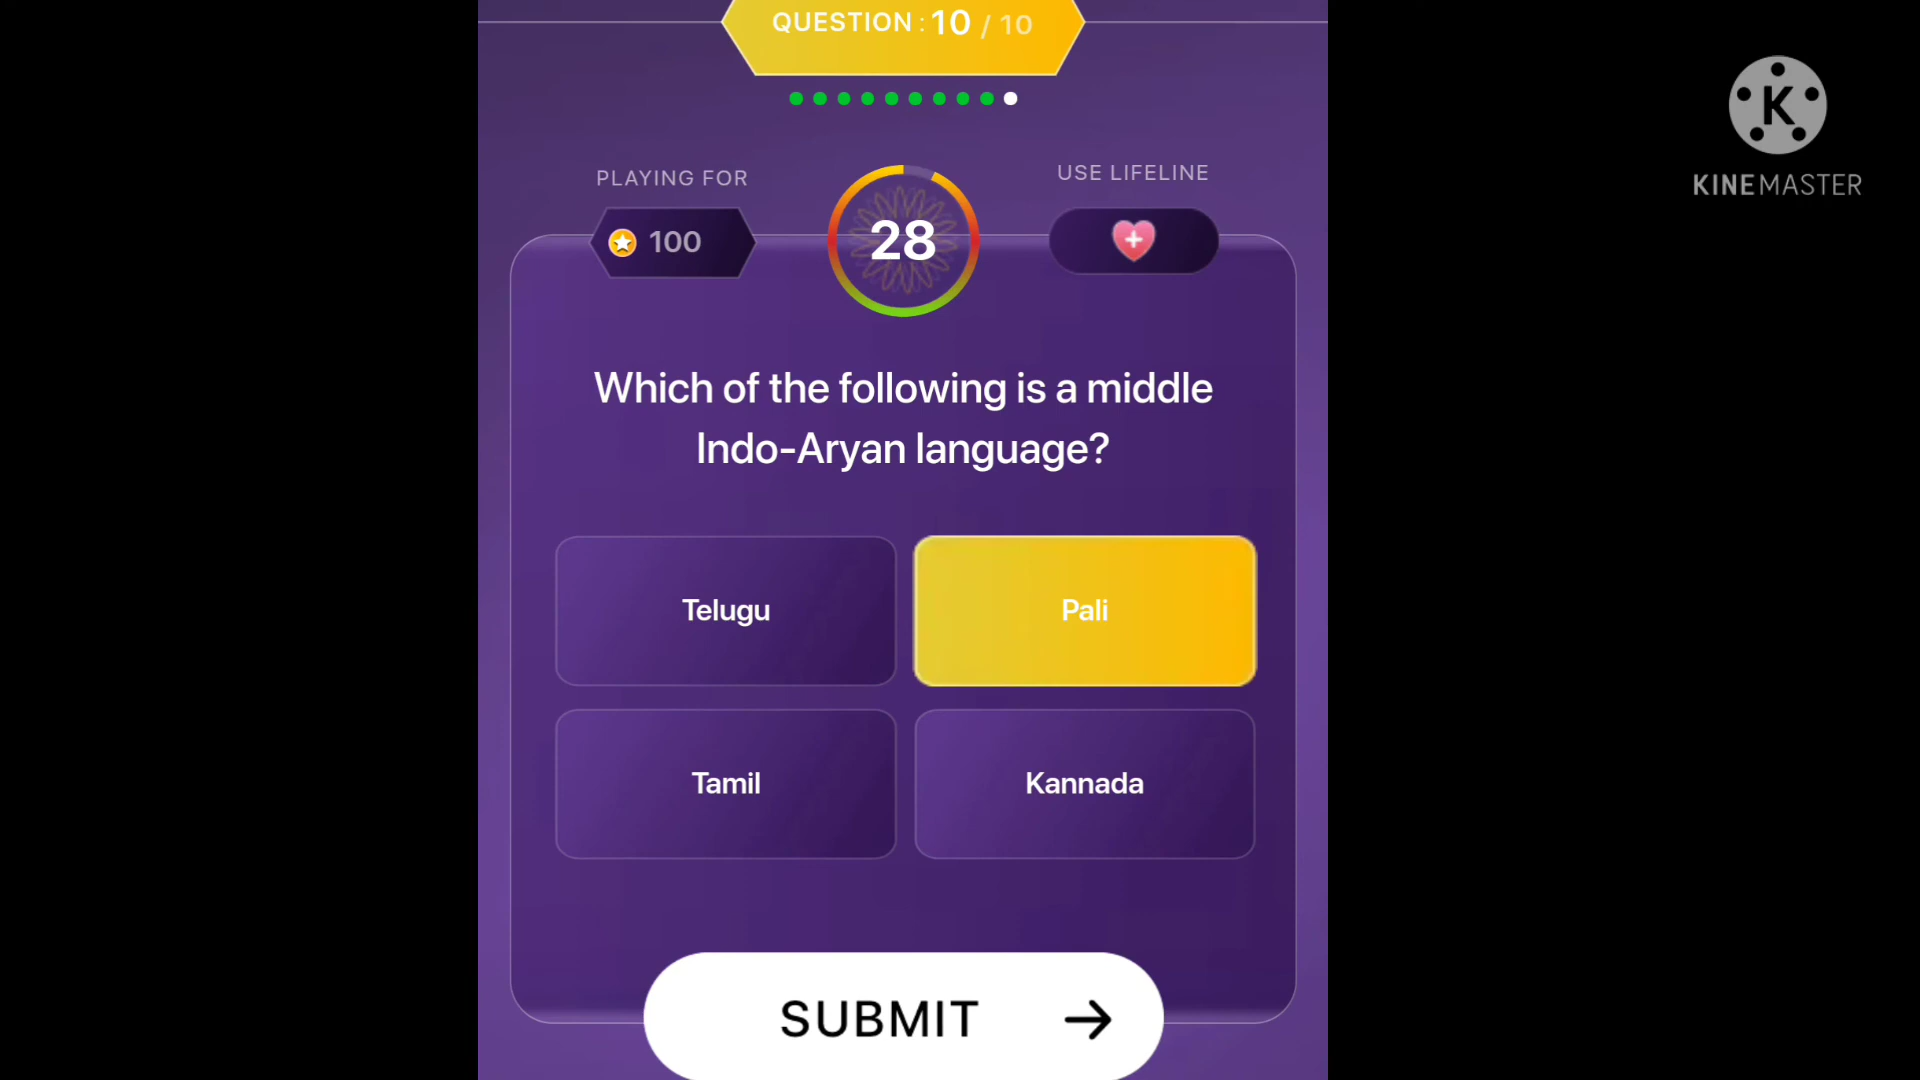 QUESTION : 10 / 10
PLAYING FOR
USE LIFELINE
100
28
Which of the following is a middle
Indo-Aryan language?
Telugu
Pali
Tamil
Kannada
SUBMIT
K
KINEMASTER